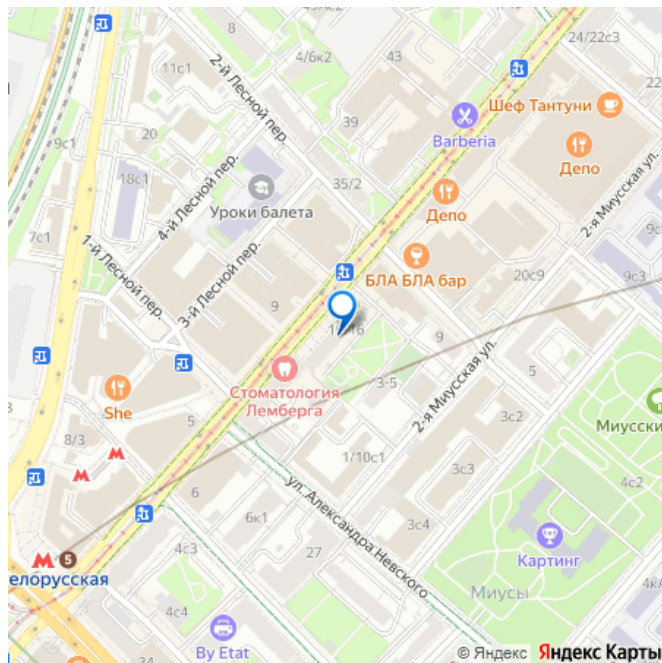 8
4/6к2
43
24/22с3
22
11с1
2-й Лесной пер.
Шеф Тантуни
Barberia
39
Депо
20
9с1
18с1
4-й Лесной пер.
Уроки балета
35/2
Депо
2-я Миусская ул.
7с1
1-й Лесной пер.
3-й Лесной пер.
БЛА БЛА бар
20с9
9с3
9
9
3-5
5
Стоматология
Лемберга
She
2-я Миусская ул.
3с2
Миусски
8/3
5
1/10с1
3с3
4с2
6
ул. Александра Невского
6к1
3с4
27
Картинг
5
елорусская
4с3
Миусы
4с4
By Etat
34
31
© Яндекс Яндекс Карты